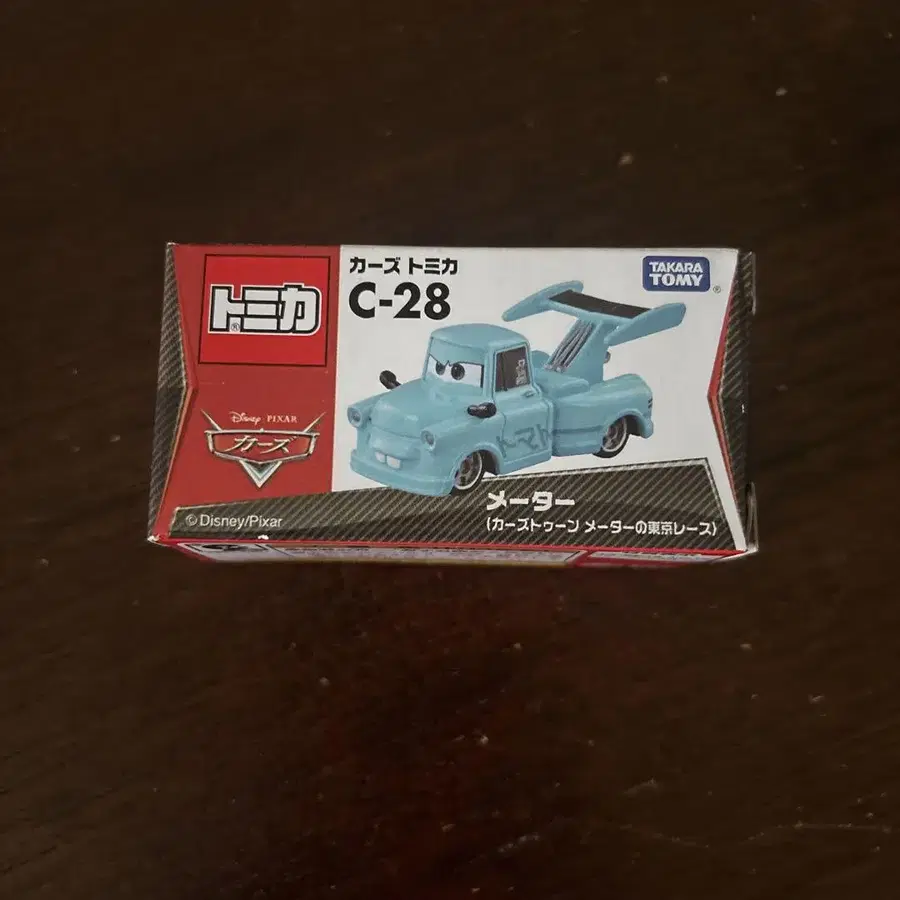 トミカ
®
Disney・PIXAR
カーズ
©Disney/Pixar
カーズ トミカ
C-28
TAKARA
TOMY
®
トマト
メーター
(カーズトゥーン メーターの東京レース)